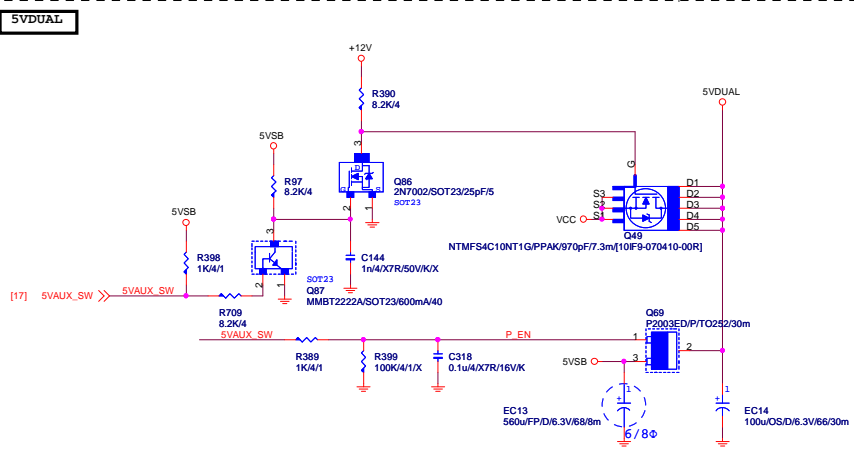 5VDUAL
+12V
R390
8.2K/4
5VDUAL
5VSB
3
G
R97
8.2K/4
D
G
S
Q86
2N7002/SOT23/25pF/5
SOT23
2
1
S3
S2
S1
D1
D2
D3
D4
D5
VCC
Q49
NTMFS4C10NT1G/PPAK/970pF/7.3m/[10IF9-070410-00R]
5VSB
3
R398
1K/4/1
C144
1n/4/X7R/50V/K/X
SOT23
Q87
MMBT2222A/SOT23/600mA/40
2
1
[17]
5VAUX_SW
5VAUX_SW
R709
8.2K/4
Q69
P2003ED/P/TO252/30m
5VAUX_SW
P_EN
1
2
3
R389
1K/4/1
R399
100K/4/1/X
C318
0.1u/4/X7R/16V/K
5VSB
1
+
EC13
560u/FP/D/6.3V/68/8m
6/8Φ
1
+
EC14
100u/OS/D/6.3V/66/30m